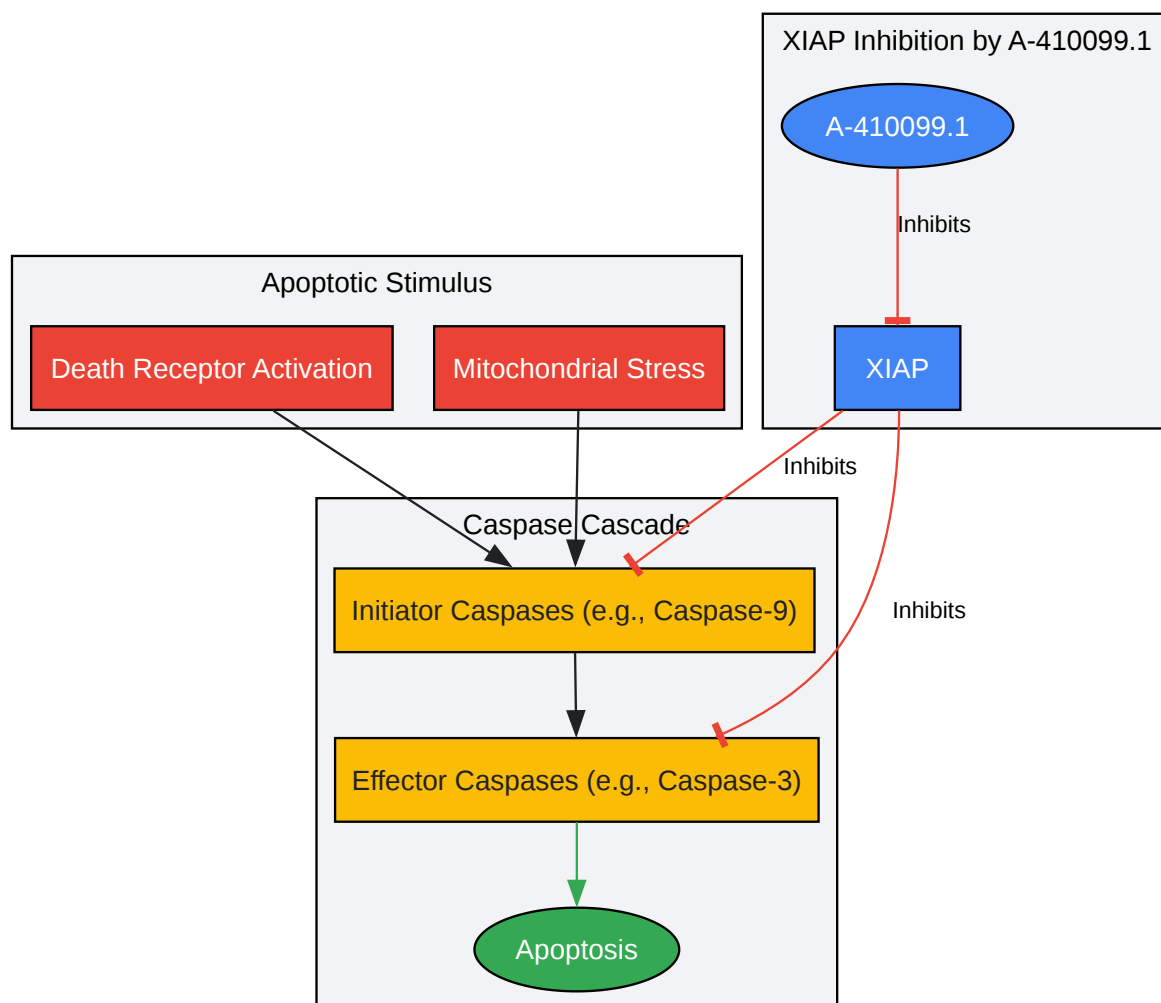 XIAP Inhibition by A-410099.1
A-410099.1
Inhibits
Apoptotic Stimulus
Death Receptor Activation
Mitochondrial Stress
XIAP
Inhibits
Caspase Cascade
Initiator Caspases (e.g., Caspase-9)
Inhibits
Effector Caspases (e.g., Caspase-3)
Apoptosis